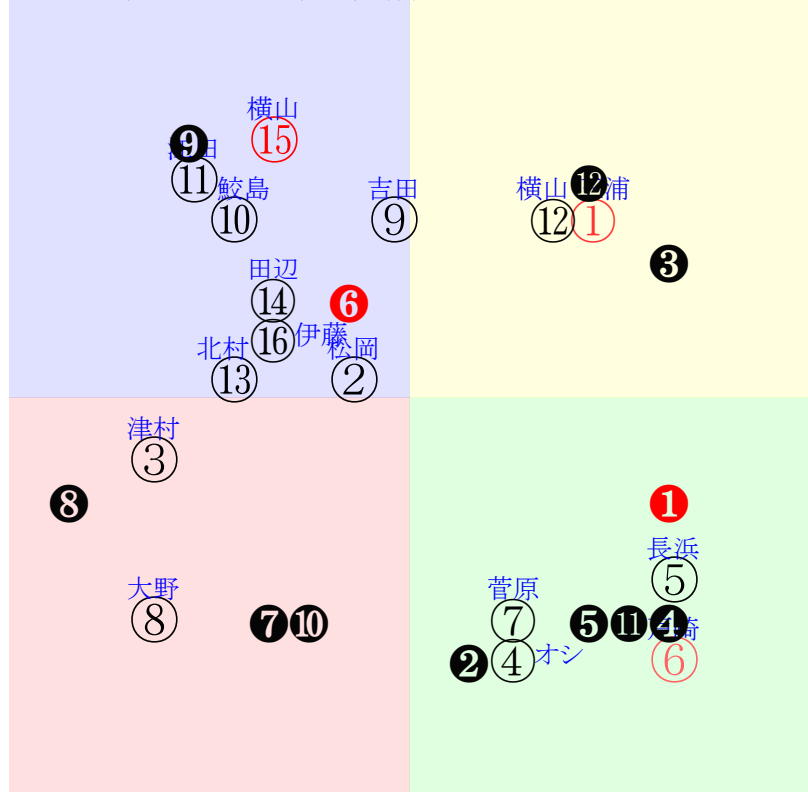 横山
❾ ⑮
⑪ 鮫島 吉田 横山 ⓬ 浦
⑩ ⑨ ⑫ ①
❸
田辺
⑭ ❻
⑯ 伊藤
北村 松岡
⑬ ②
津村
③
❽ ❶
長浜
⑤
大野 菅原
⑧ ❼ ❿ ⑦ ❺ ⓫ ❹
❷ ④ オシ ⑥